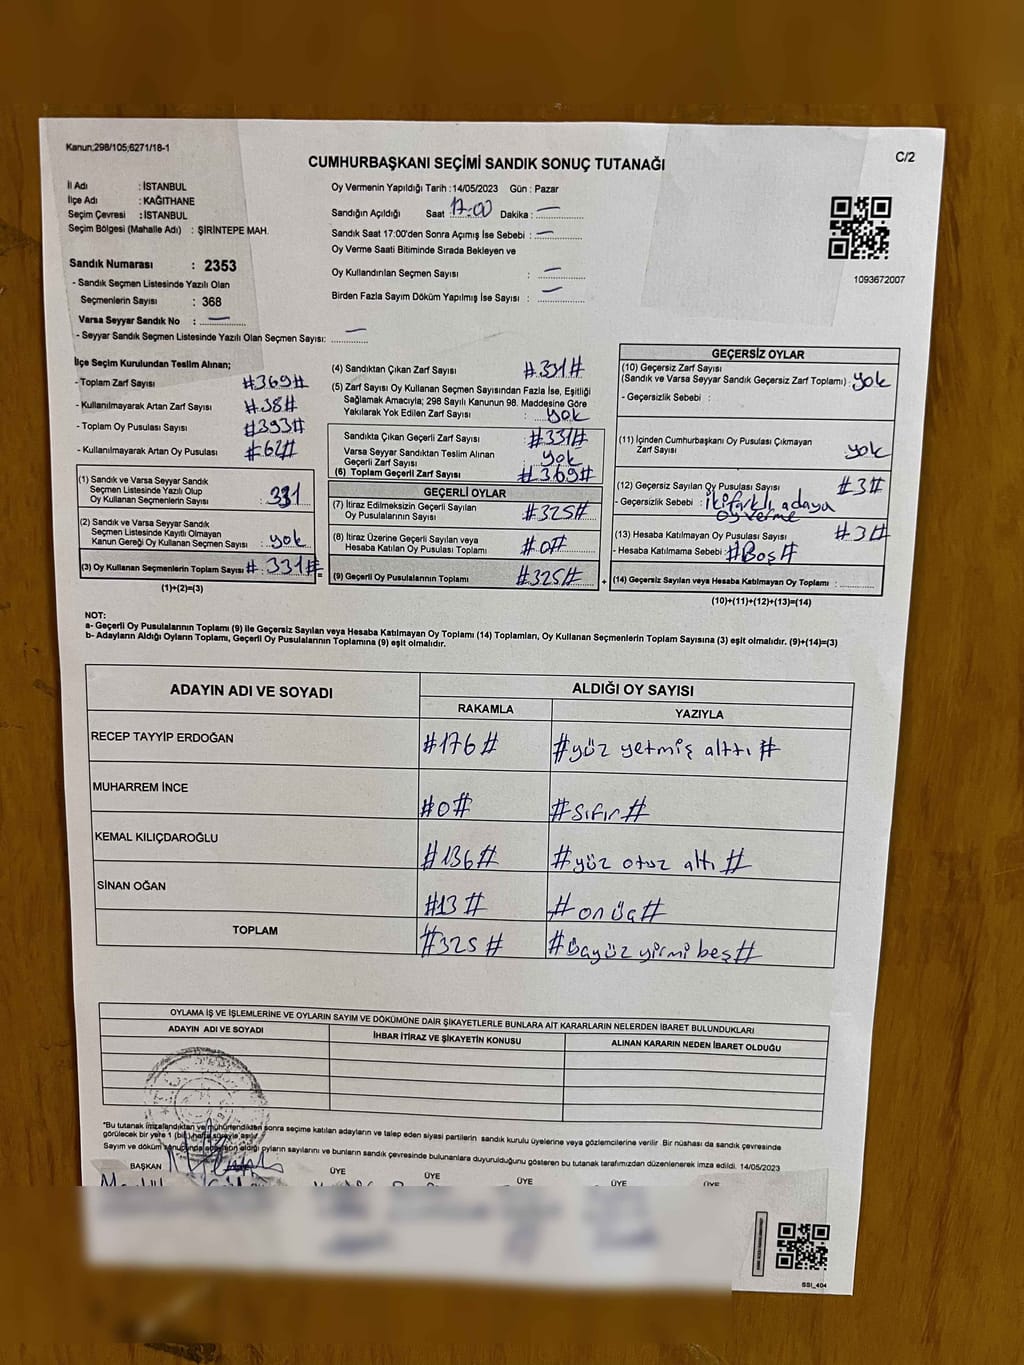 Kanun;298/105;6271/18-1
CUMHURBAŞKANI SEÇİMİ SANDIK SONUÇ TUTANAĞI
C/2
İl Adı : İSTANBUL
İlçe Adı : KAĞITHANE
Seçim Çevresi : İSTANBUL
Seçim Bölgesi (Mahalle Adı) : ŞİRİNTEPE MAH.
Sandık Numarası : 2353
- Sandık Seçmen Listesinde Yazılı Olan
Seçmenlerin Sayısı : 368
Varsa Seyyar Sandık No : —
- Seyyar Sandık Seçmen Listesinde Yazılı Olan Seçmen Sayısı: —
Oy Vermenin Yapıldığı Tarih : 14/05/2023 Gün : Pazar
Sandığın Açıldığı Saat : 17:00 Dakika : —
Sandık Saat 17:00'den Sonra Açımış İse Sebebi : —
Oy Verme Saati Bitiminde Sırada Bekleyen ve
Oy Kullandırılan Seçmen Sayısı : —
Birden Fazla Sayım Döküm Yapılmış İse Sayısı : —
1093672007
İlçe Seçim Kurulundan Teslim Alınan;
- Toplam Zarf Sayısı #369#
- Kullanılmayarak Artan Zarf Sayısı #38#
- Toplam Oy Pusulası Sayısı #393#
- Kullanılmayarak Artan Oy Pusulası #62#
(1) Sandık ve Varsa Seyyar Sandık
Seçmen Listesinde Yazılı Olup
Oy Kullanan Seçmenlerin Sayısı : 331
(2) Sandık ve Varsa Seyyar Sandık
Seçmen Listesinde Kayıtlı Olmayan
Kanun Gereği Oy Kullanan Seçmen Sayısı : yok
(3) Oy Kullanan Seçmenlerin Toplam Sayısı #: 331# =
(1)+(2)=(3)
(4) Sandıktan Çıkan Zarf Sayısı #331#
(5) Zarf Sayısı Oy Kullanan Seçmen Sayısından Fazla İse, Eşitliği
Sağlamak Amacıyla; 298 Sayılı Kanunun 98. Maddesine Göre
Yakılarak Yok Edilen Zarf Sayısı : yok
Sandıkta Çıkan Geçerli Zarf Sayısı #331#
Varsa Seyyar Sandıktan Teslim Alınan
Geçerli Zarf Sayısı yok
(6) Toplam Geçerli Zarf Sayısı #369#
GEÇERLİ OYLAR
(7) İtiraz Edilmeksizin Geçerli Sayılan
Oy Pusulalarının Sayısı #325#
(8) İtiraz Üzerine Geçerli Sayılan veya
Hesaba Katılan Oy Pusulası Toplamı #0#
(9) Geçerli Oy Pusulalarının Toplamı #325# +
GEÇERSİZ OYLAR
(10) Geçersiz Zarf Sayısı
(Sandık ve Varsa Seyyar Sandık Geçersiz Zarf Toplamı) : yok
- Geçersizlik Sebebi :
(11) İçinden Cumhurbaşkanı Oy Pusulası Çıkmayan
Zarf Sayısı yok
(12) Geçersiz Sayılan Oy Pusulası Sayısı #3#
- Geçersizlik Sebebi : iki farklı adaya
oy verme
(13) Hesaba Katılmayan Oy Pusulası Sayısı #3#
- Hesaba Katılmama Sebebi : #Boş#
(14) Geçersiz Sayılan veya Hesaba Katılmayan Oy Toplamı :
(10)+(11)+(12)+(13)=(14)
NOT:
a- Geçerli Oy Pusulalarının Toplamı (9) ile Geçersiz Sayılan veya Hesaba Katılmayan Oy Toplamı (14) Toplamları, Oy Kullanan Seçmenlerin Toplam Sayısına (3) eşit olmalıdır. (9)+(14)=(3)
b- Adayların Aldığı Oyların Toplamı, Geçerli Oy Pusulalarının Toplamına (9) eşit olmalıdır.
ADAYIN ADI VE SOYADI ALDIĞI OY SAYISI
RAKAMLA YAZIYLA
RECEP TAYYİP ERDOĞAN #176# #yüz yetmiş alttı#
MUHARREM İNCE #0# #sıfır#
KEMAL KILIÇDAROĞLU #136# #yüz otuz altı#
SİNAN OĞAN #13# #onüç#
TOPLAM #325# #üçyüz yirmi beş#
OYLAMA İŞ VE İŞLEMLERİNE VE OYLARIN SAYIM VE DÖKÜMÜNE DAİR ŞİKAYETLERLE BUNLARA AİT KARARLARIN NELERDEN İBARET BULUNDUKLARI
ADAYIN ADI VE SOYADI İHBAR İTİRAZ VE ŞİKAYETİN KONUSU ALINAN KARARIN NEDEN İBARET OLDUĞU
*Bu tutanak imzalandıktan ve mühürlendikten sonra seçime katılan adayların ve talep eden siyasi partilerin sandık kurulu üyelerine veya gözlemcilerine verilir .Bir nüshası da sandık çevresinde
görülecek bir yere 1 (bir) hafta süreyle asılır.
Sayım ve döküm sonucunda adayların aldığı oyların sayılarını ve bunların sandık çevresinde bulunanlara duyurulduğunu gösteren bu tutanak tarafımızdan düzenlenerek imza edildi. 14/05/2023
BAŞKAN ÜYE ÜYE ÜYE ÜYE ÜYE
SSİ_404